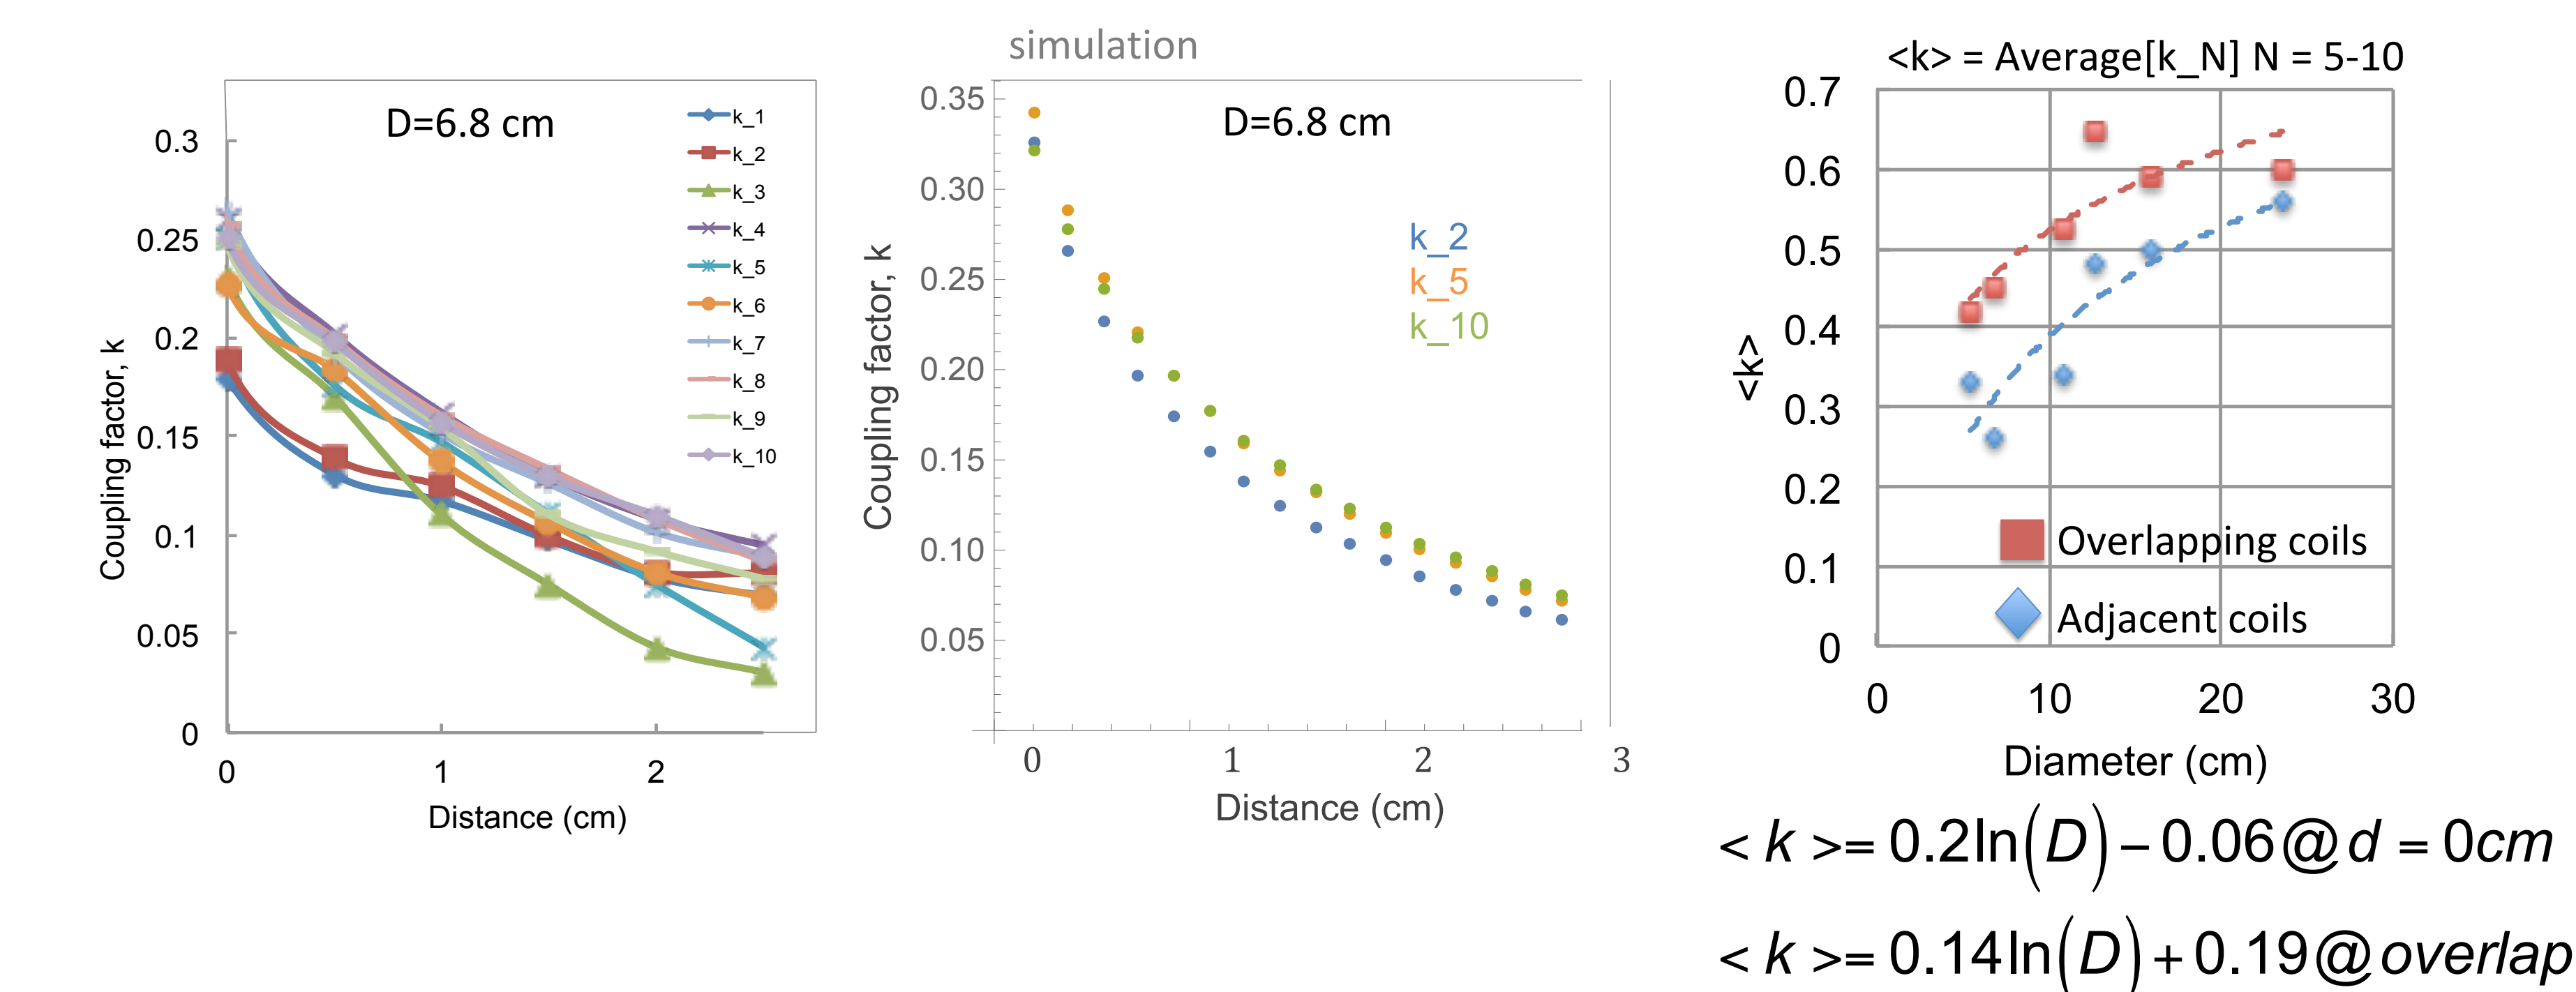 D=6.8 cm
0.3
0.25
0.2
0.15
0.1
0.05
0
0
1
2
Coupling factor, k
Distance (cm)
k_1
k_2
k_3
k_4
k_5
k_6
k_7
k_8
k_9
k_10
simulation
D=6.8 cm
0.35
0.30
0.25
0.20
0.15
0.10
0.05
0
1
2
3
Coupling factor, k
Distance (cm)
k_2
k_5
k_10
<k> = Average[k_N] N = 5-10
0.7
0.6
0.5
0.4
0.3
0.2
0.1
0
0
10
20
30
<k>
Overlapping coils
Adjacent coils
Diameter (cm)
< k >= 0.2ln(D) – 0.06@d = 0cm
< k >= 0.14ln(D) + 0.19@overlap